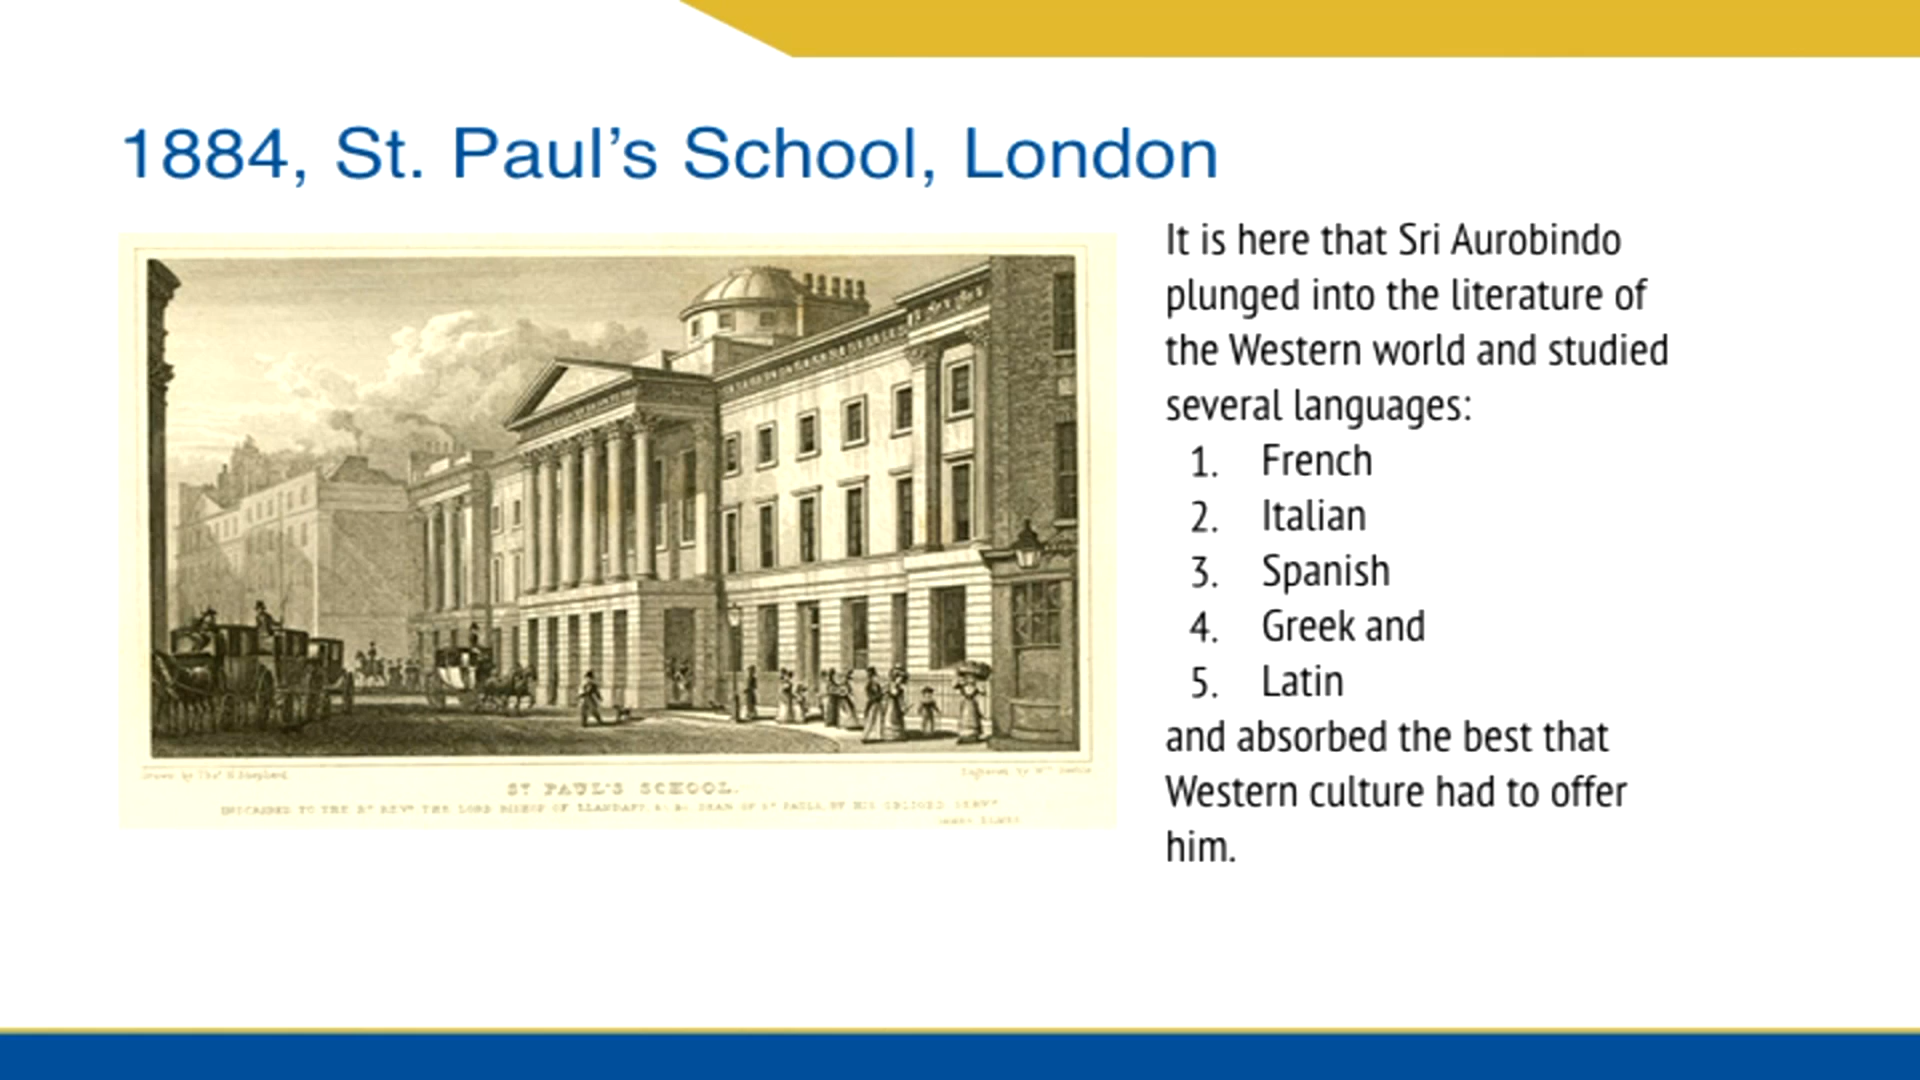 1884, St. Paul’s School, London
It is here that Sri Aurobindo
plunged into the literature of
the Western world and studied
several languages:
1. French
2. Italian
3. Spanish
4. Greek and
5. Latin
and absorbed the best that
Western culture had to offer
him.
ST PAUL'S SCHOOL.